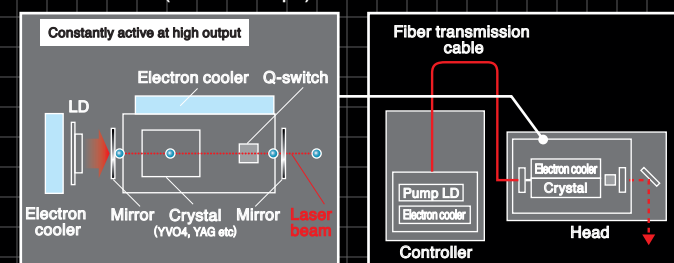 Constantly active at high output
Electron cooler
Q-switch
LD
Electron
cooler
Mirror
Crystal
(YVO4, YAG etc)
Mirror
Laser
beam
Fiber transmission
cable
Pump LD
Electron cooler
Controller
Electron cooler
Crystal
Head